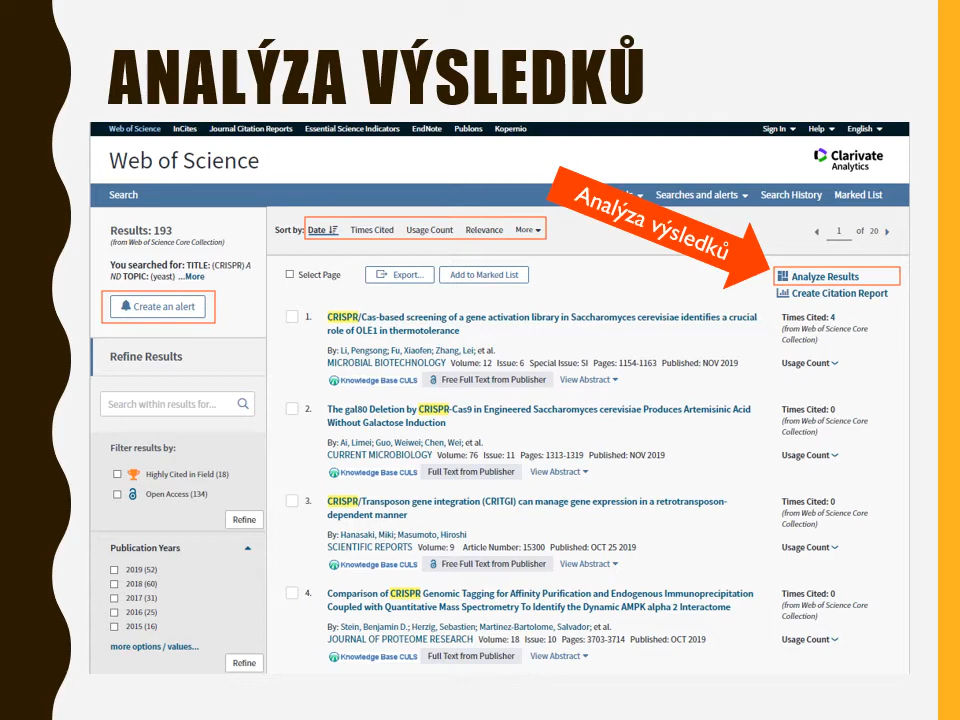 ANALÝZA VÝSLEDKŮ
Web of Science InCites Journal Citation Reports Essential Science Indicators EndNote Publons Kopernio Sign In Help English
Web of Science
Clarivate
Analytics
Search Searches and alerts Search History Marked List
Analýza výsledků
Results: 193
(from Web of Science Core Collection)
You searched for: TITLE: (CRISPR) A
ND TOPIC: (yeast) ...More
Create an alert
Refine Results
Search within results for...
Filter results by:
Highly Cited in Field (18)
Open Access (134)
Refine
Publication Years
2019 (52)
2018 (60)
2017 (31)
2016 (25)
2015 (16)
more options / values...
Refine
Sort by: Date Times Cited Usage Count Relevance More
1 of 20
Select Page Export... Add to Marked List
Analyze Results
Create Citation Report
1. CRISPR/Cas-based screening of a gene activation library in Saccharomyces cerevisiae identifies a crucial
role of OLE1 in thermotolerance
By: Li, Pengsong; Fu, Xiaofen; Zhang, Lei; et al.
MICROBIAL BIOTECHNOLOGY Volume: 12 Issue: 6 Special Issue: SI Pages: 1154-1163 Published: NOV 2019
Knowledge Base CULS Free Full Text from Publisher View Abstract
Times Cited: 4
(from Web of Science Core
Collection)
Usage Count
2. The gal80 Deletion by CRISPR-Cas9 in Engineered Saccharomyces cerevisiae Produces Artemisinic Acid
Without Galactose Induction
By: Ai, Limei; Guo, Weiwei; Chen, Wei; et al.
CURRENT MICROBIOLOGY Volume: 76 Issue: 11 Pages: 1313-1319 Published: NOV 2019
Knowledge Base CULS Full Text from Publisher View Abstract
Times Cited: 0
(from Web of Science Core
Collection)
Usage Count
3. CRISPR/Transposon gene integration (CRITGI) can manage gene expression in a retrotransposon-
dependent manner
By: Hanasaki, Miki; Masumoto, Hiroshi
SCIENTIFIC REPORTS Volume: 9 Article Number: 15300 Published: OCT 25 2019
Knowledge Base CULS Free Full Text from Publisher View Abstract
Times Cited: 0
(from Web of Science Core
Collection)
Usage Count
4. Comparison of CRISPR Genomic Tagging for Affinity Purification and Endogenous Immunoprecipitation
Coupled with Quantitative Mass Spectrometry To Identify the Dynamic AMPK alpha 2 Interactome
By: Stein, Benjamin D.; Herzig, Sebastien; Martinez-Bartolome, Salvador; et al.
JOURNAL OF PROTEOME RESEARCH Volume: 18 Issue: 10 Pages: 3703-3714 Published: OCT 2019
Knowledge Base CULS Full Text from Publisher View Abstract
Times Cited: 0
(from Web of Science Core
Collection)
Usage Count